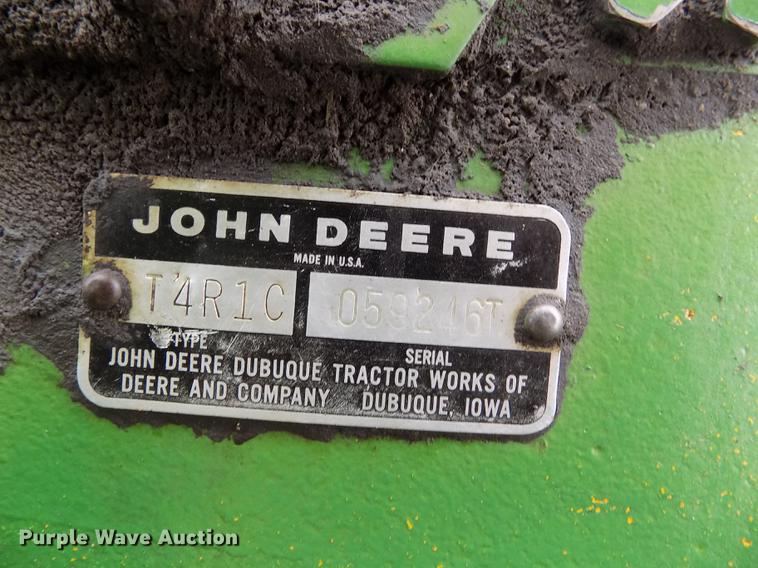 JOHN DEERE
MADE IN U.S.A.
T4R1C 059246T
TYPE SERIAL
JOHN DEERE DUBUQUE TRACTOR WORKS OF
DEERE AND COMPANY DUBUQUE, IOWA
Purple Wave Auction